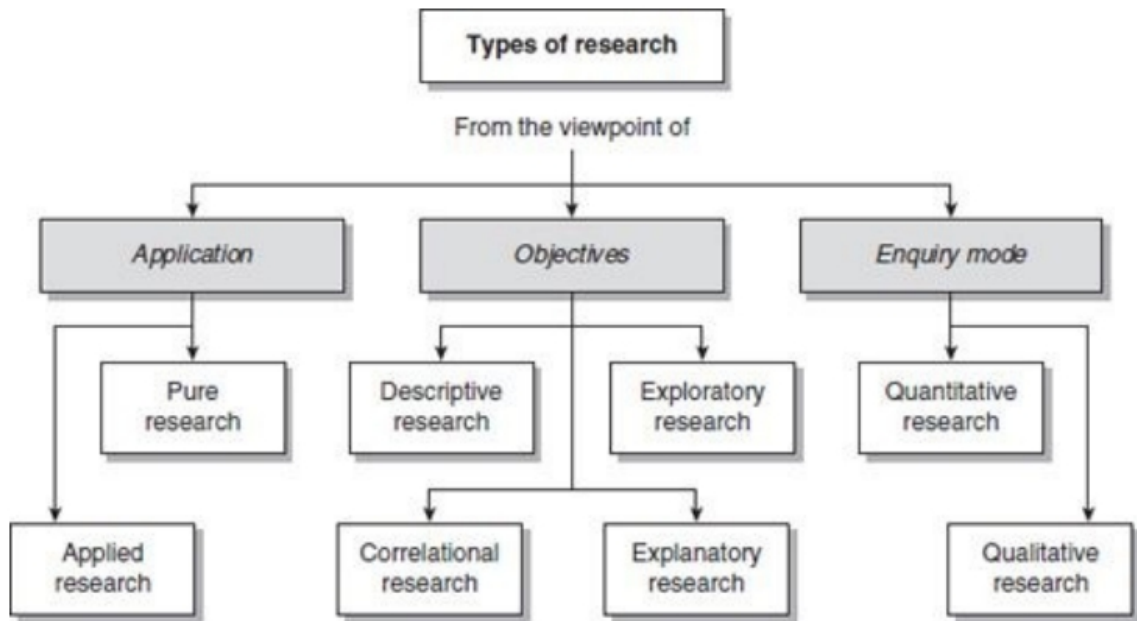 Types of research
From the viewpoint of
Application
Objectives
Enquiry mode
Pure
research
Descriptive
research
Exploratory
research
Quantitative
research
Applied
research
Correlational
research
Explanatory
research
Qualitative
research